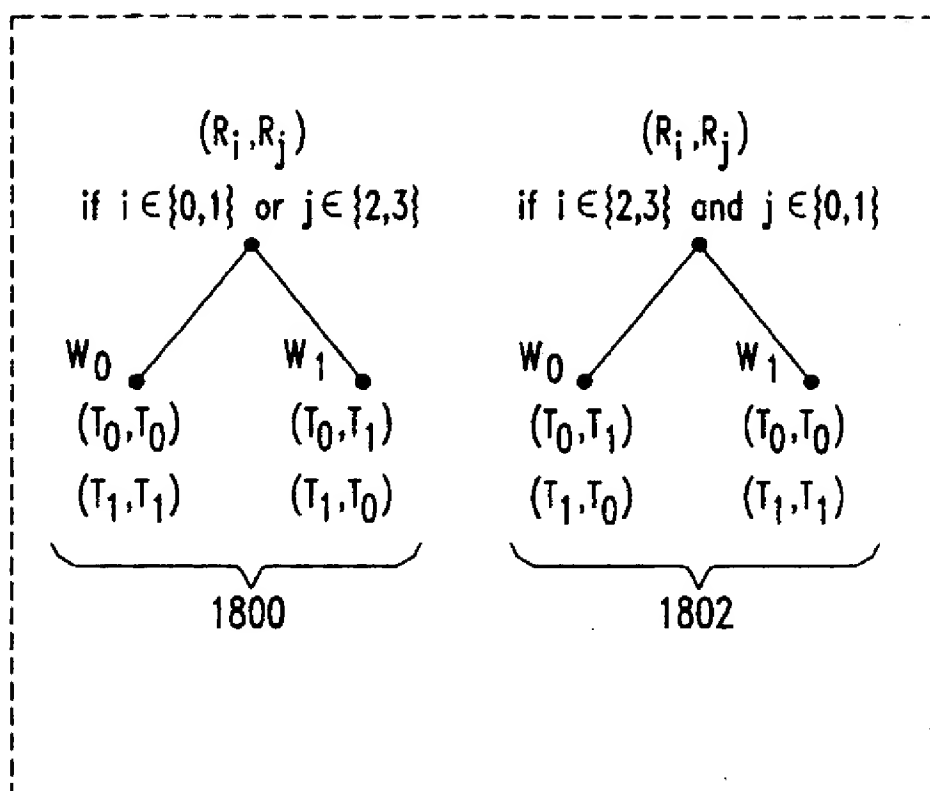 (R_i, R_j)
if i ∈ {0,1} or j ∈ {2,3}
W_0 W_1
(T_0, T_0) (T_0, T_1)
(T_1, T_1) (T_1, T_0)
1800
(R_i, R_j)
if i ∈ {2,3} and j ∈ {0,1}
W_0 W_1
(T_0, T_1) (T_0, T_0)
(T_1, T_0) (T_1, T_1)
1802